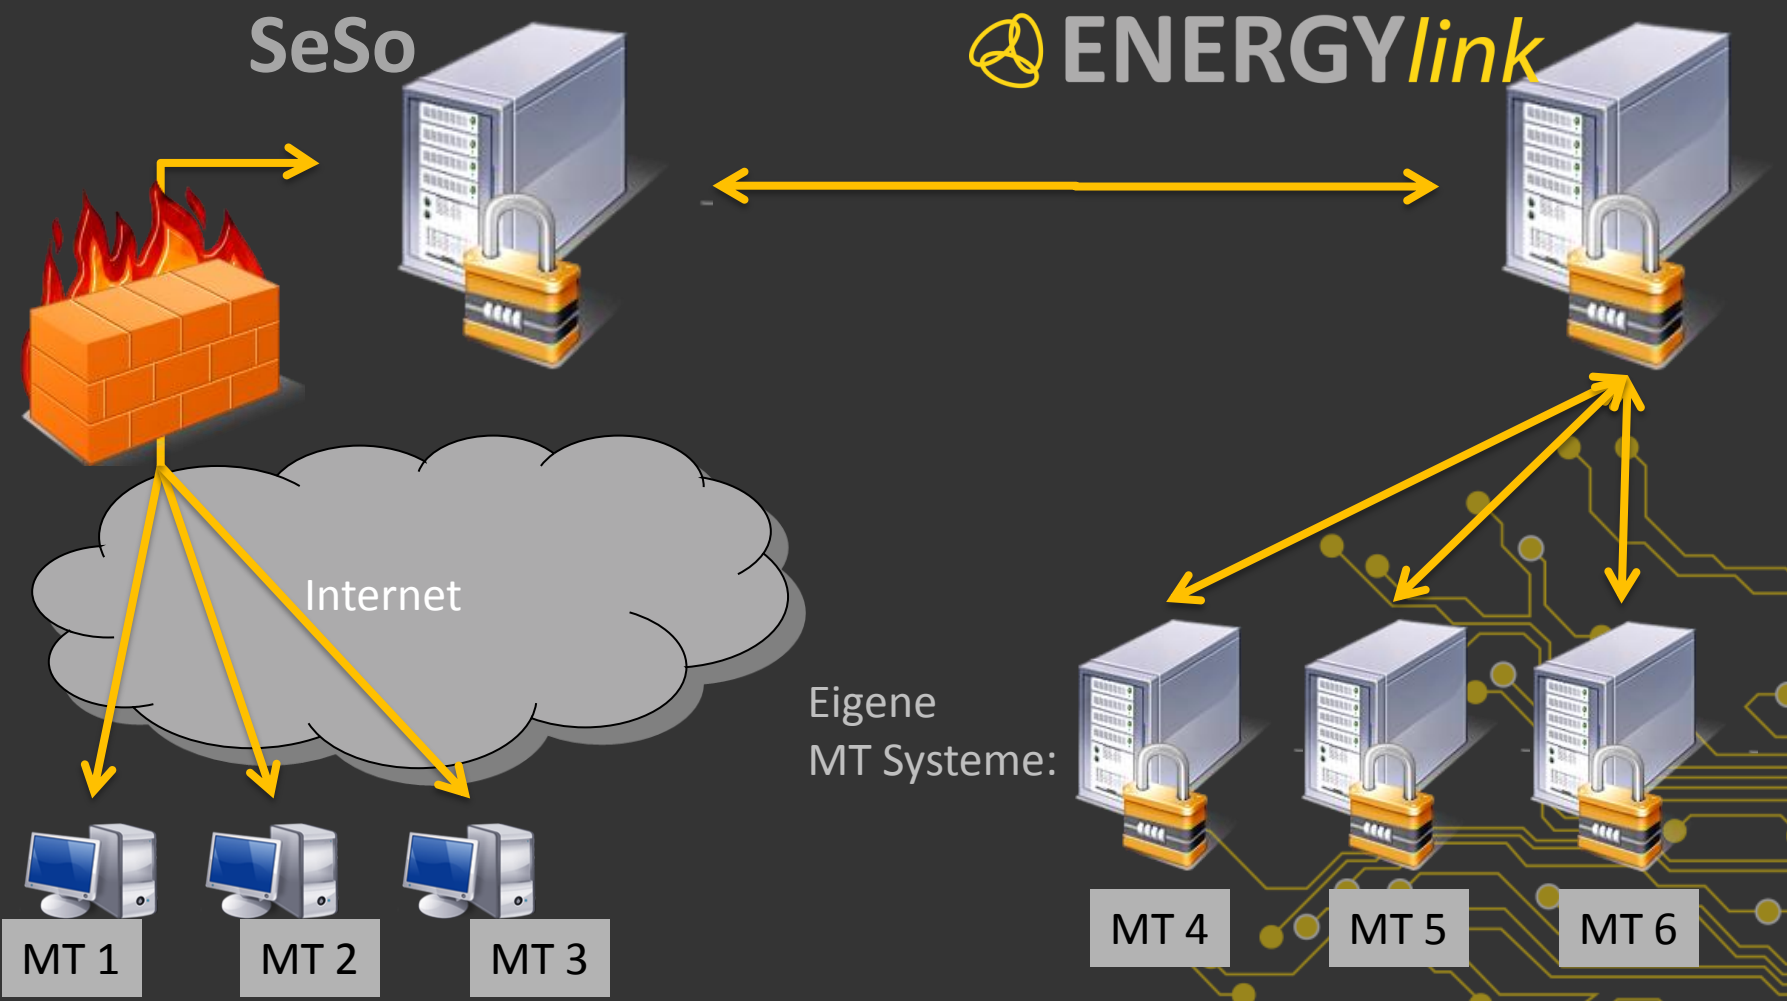 SeSo
ENERGYlink
Internet
Eigene
MT Systeme:
MT 1
MT 2
MT 3
MT 4
MT 5
MT 6